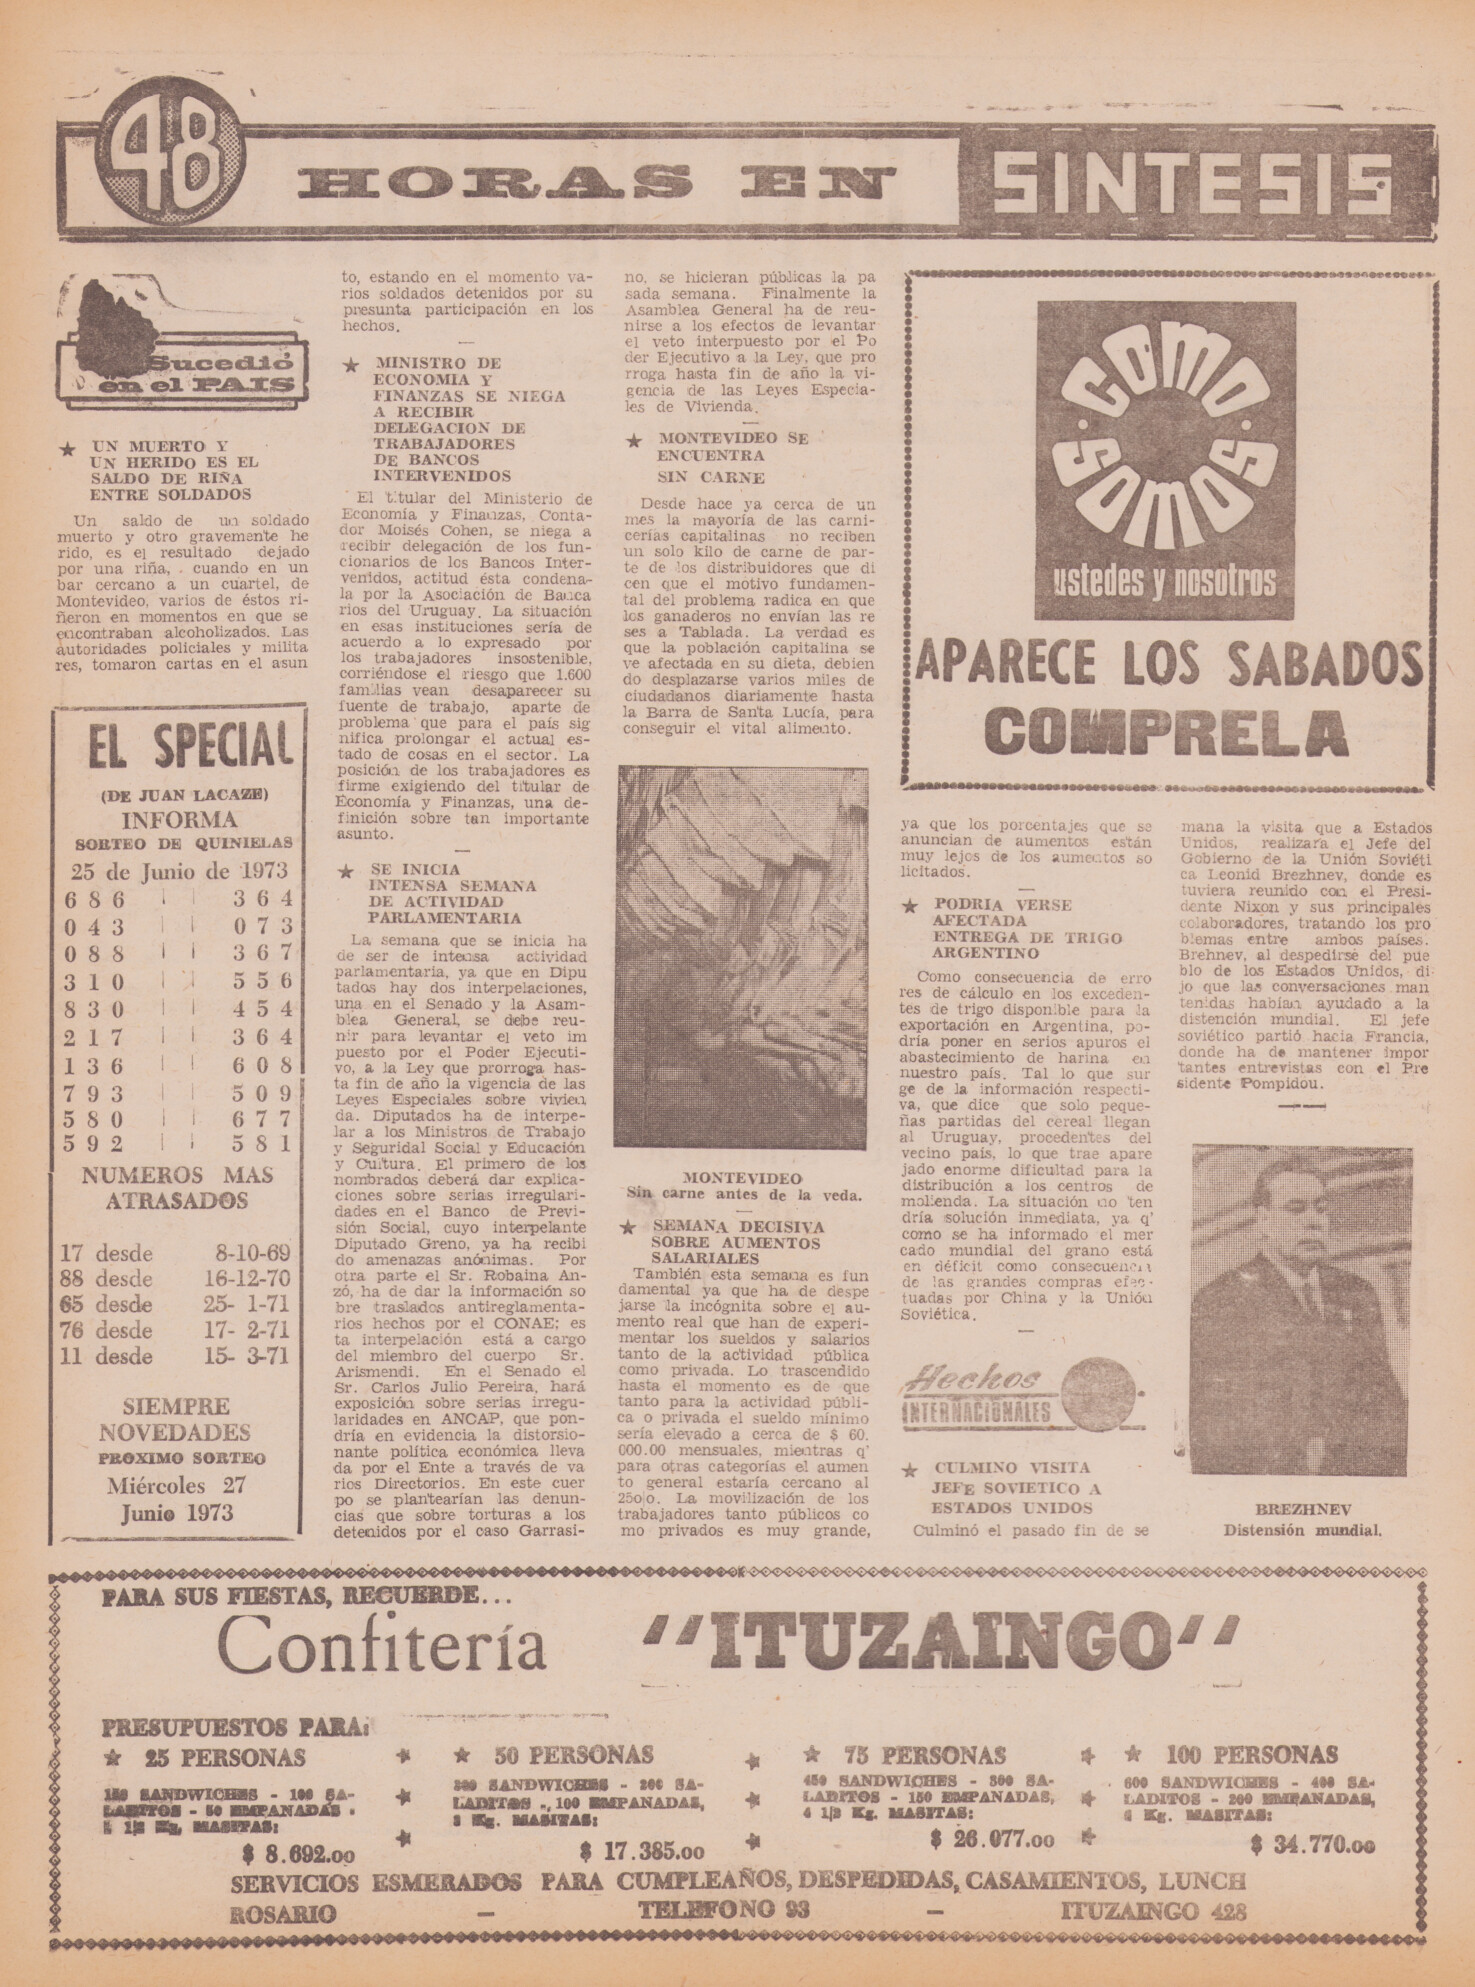 48 HORAS EN SINTESIS
Sucedió
en el PAIS
★ UN MUERTO Y
UN HERIDO ES EL
SALDO DE RIÑA
ENTRE SOLDADOS
Un saldo de un soldado
muerto y otro gravemente he
rido, es el resultado dejado
por una riña, . cuando en un
bar cercano a un cuartel, de
Montevideo, varios de éstos ri-
ñeron en momentos en que se
encontraban alcoholizados. Las
autoridades policiales y milita
res, tomaron cartas en el asun
EL SPECIAL
(DE JUAN LACAZE)
INFORMA
SORTEO DE QUINIELAS
25 de Junio de 1973
686 | | 364
043 | | 073
088 | | 367
310 | | 556
830 | | 454
217 | | 364
136 | | 608
793 | | 509
580 | | 677
592 | | 581
NUMEROS MAS
ATRASADOS
17 desde 8-10-69
88 desde 16-12-70
65 desde 25- 1-71
76 desde 17- 2-71
11 desde 15- 3-71
SIEMPRE
NOVEDADES
PROXIMO SORTEO
Miércoles 27
Junio 1973
to, estando en el momento va-
rios soldados detenidos por su
presunta participación en los
hechos.
★ MINISTRO DE
ECONOMIA Y
FINANZAS SE NIEGA
A RECIBIR
DELEGACION DE
TRABAJADORES
DE BANCOS
INTERVENIDOS
El titular del Ministerio de
Economía y Finanzas, Conta-
dor Moisés Cohen, se niega a
recibir delegación de los fun-
cionarios de los Bancos Inter-
venidos, actitud ésta condena-
la por la Asociación de Banca
rios del Uruguay. La situación
en esas instituciones sería de
acuerdo a lo expresado por
los trabajadores insostenible,
corriéndose el riesgo que 1.600
familias vean desaparecer su
fuente de trabajo, aparte de
problema que para el país sig
nifica prolongar el actual es-
tado de cosas en el sector. La
posición de los trabajadores es
firme exigiendo del titular de
Economía y Finanzas, una de-
finición sobre tan importante
asunto.
★ SE INICIA
INTENSA SEMANA
DE ACTIVIDAD
PARLAMENTARIA
La semana que se inicia ha
de ser de intensa actividad
parlamentaria, ya que en Dipu
tados hay dos interpelaciones,
una en el Senado y la Asam-
blea General, se debe reu-
nir para levantar el veto im
puesto por el Poder Ejecuti-
vo, a la Ley que prorroga has-
ta fin de año la vigencia de las
Leyes Especiales sobre vivien
da. Diputados ha de interpe-
lar a los Ministros de Trabajo
y Seguridal Social y Educación
y Cultura. El primero de los
nombrados deberá dar explica-
ciones sobre serias irregulari-
dades en el Banco de Previ-
sión Social, cuyo interpelante
Diputado Greno, ya ha recibi
do amenazas anónimas. Por
otra parte el Sr. Robaina An-
zó, ha de dar la información so
bre traslados antireglamenta-
rios hechos por el CONAE; es
ta interpelación está a cargo
del miembro del cuerpo Sr.
Arismendi. En el Senado el
Sr. Carlos Julio Pereira, hará
exposición sobre serias irregu-
laridades en ANCAP, que pon-
dría en evidencia la distorsio-
nante política económica lleva
da por el Ente a través de va
rios Directorios. En este cuer
po se plantearían las denun-
cias que sobre torturas a los
detenidos por el caso Garrasi-
no, se hicieran públicas la pa
sada semana. Finalmente la
Asamblea General ha de reu-
nirse a los efectos de levantar
el veto interpuesto por el Po
der Ejecutivo a la Ley, que pro
rroga hasta fin de año la vi-
gencia de las Leyes Especia-
les de Vivienda.
★ MONTEVIDEO SE
ENCUENTRA
SIN CARNE
Desde hace ya cerca de un
mes la mayoría de las carni-
cerías capitalinas no reciben
un solo kilo de carne de par-
te de los distribuidores que di
cen que el motivo fundamen-
tal del problema radica en que
los ganaderos no envían las re
ses a Tablada. La verdad es
que la población capitalina se
ve afectada en su dieta, debien
do desplazarse varios miles de
ciudadanos diariamente hasta
la Barra de Santa Lucía, para
conseguir el vital alimento.
MONTEVIDEO
Sin carne antes de la veda.
★ SEMANA DECISIVA
SOBRE AUMENTOS
SALARIALES
También esta semana es fun
damental ya que ha de despe
jarse la incógnita sobre el au-
mento real que han de experi-
mentar los sueldos y salarios
tanto de la actividad pública
como privada. Lo trascendido
hasta el momento es de que
tanto para la actividad públi-
ca o privada el sueldo mínimo
sería elevado a cerca de $ 60.
000.00 mensuales, mientras q'
para otras categorías el aumen
to general estaría cercano al
25o|o. La movilización de los
trabajadores tanto públicos co
mo privados es muy grande,
COMO
SOMOS
ustedes y nosotros
APARECE LOS SABADOS
COMPRELA
ya que los porcentajes que se
anuncian de aumentos están
muy lejos de los aumentos so
licitados.
★ PODRIA VERSE
AFECTADA
ENTREGA DE TRIGO
ARGENTINO
Como consecuencia de erro
res de cálculo en los exceden-
tes de trigo disponible para la
exportación en Argentina, po-
dría poner en serios apuros el
abastecimiento de harina en
nuestro país. Tal lo que sur
ge de la información respecti-
va, que dice que solo peque-
ñas partidas del cereal llegan
al Uruguay, procedentes del
vecino país, lo que trae apare
jado enorme dificultad para la
distribución a los centros de
molienda. La situación no ten
dría solución inmediata, ya q'
como se ha informado el mer
cado mundial del grano está
en déficit como consecuencia
de las grandes compras efec-
tuadas por China y la Unión
Soviética.
Hechos
INTERNACIONALES
★ CULMINO VISITA
JEFE SOVIETICO A
ESTADOS UNIDOS
Culminó el pasado fin de se
mana la visita que a Estados
Unidos, realizara el Jefe del
Gobierno de la Unión Soviéti
ca Leonid Brezhnev, donde es
tuviera reunido con el Presi-
dente Nixon y sus principales
colaboradores, tratando los pro
blemas entre ambos países.
Brehnev, al despedirse del pue
blo de los Estados Unidos, di-
jo que las conversaciones man
tenidas habían ayudado a la
distención mundial. El jefe
soviético partió hacia Francia,
donde ha de mantener impor
tantes entrevistas con el Pre
sidente Pompidou.
BREZHNEV
Distensión mundial.
PARA SUS FIESTAS, RECUERDE...
Confitería "ITUZAINGO"
PRESUPUESTOS PARA:
★ 25 PERSONAS
150 SANDWICHES - 100 SA-
LADITOS - 50 EMPANADAS .
1 1|2 Kg. MASITAS:
$ 8.692.00
★ 50 PERSONAS
300 SANDWICHES - 200 SA-
LADITOS -. 100 EMPANADAS,
3 Kg. MASITAS:
$ 17.385.00
★ 75 PERSONAS
450 SANDWICHES - 300 SA-
LADITOS - 150 EMPANADAS,
4 1|2 Kg. MASITAS:
$ 26.077.00
★ 100 PERSONAS
600 SANDWICHES - 400 SA-
LADITOS - 200 EMPANADAS,
6 Kg. MASITAS:
$ 34.770.00
SERVICIOS ESMERADOS PARA CUMPLEAÑOS, DESPEDIDAS, CASAMIENTOS, LUNCH
ROSARIO — TELEFONO 93 — ITUZAINGO 428